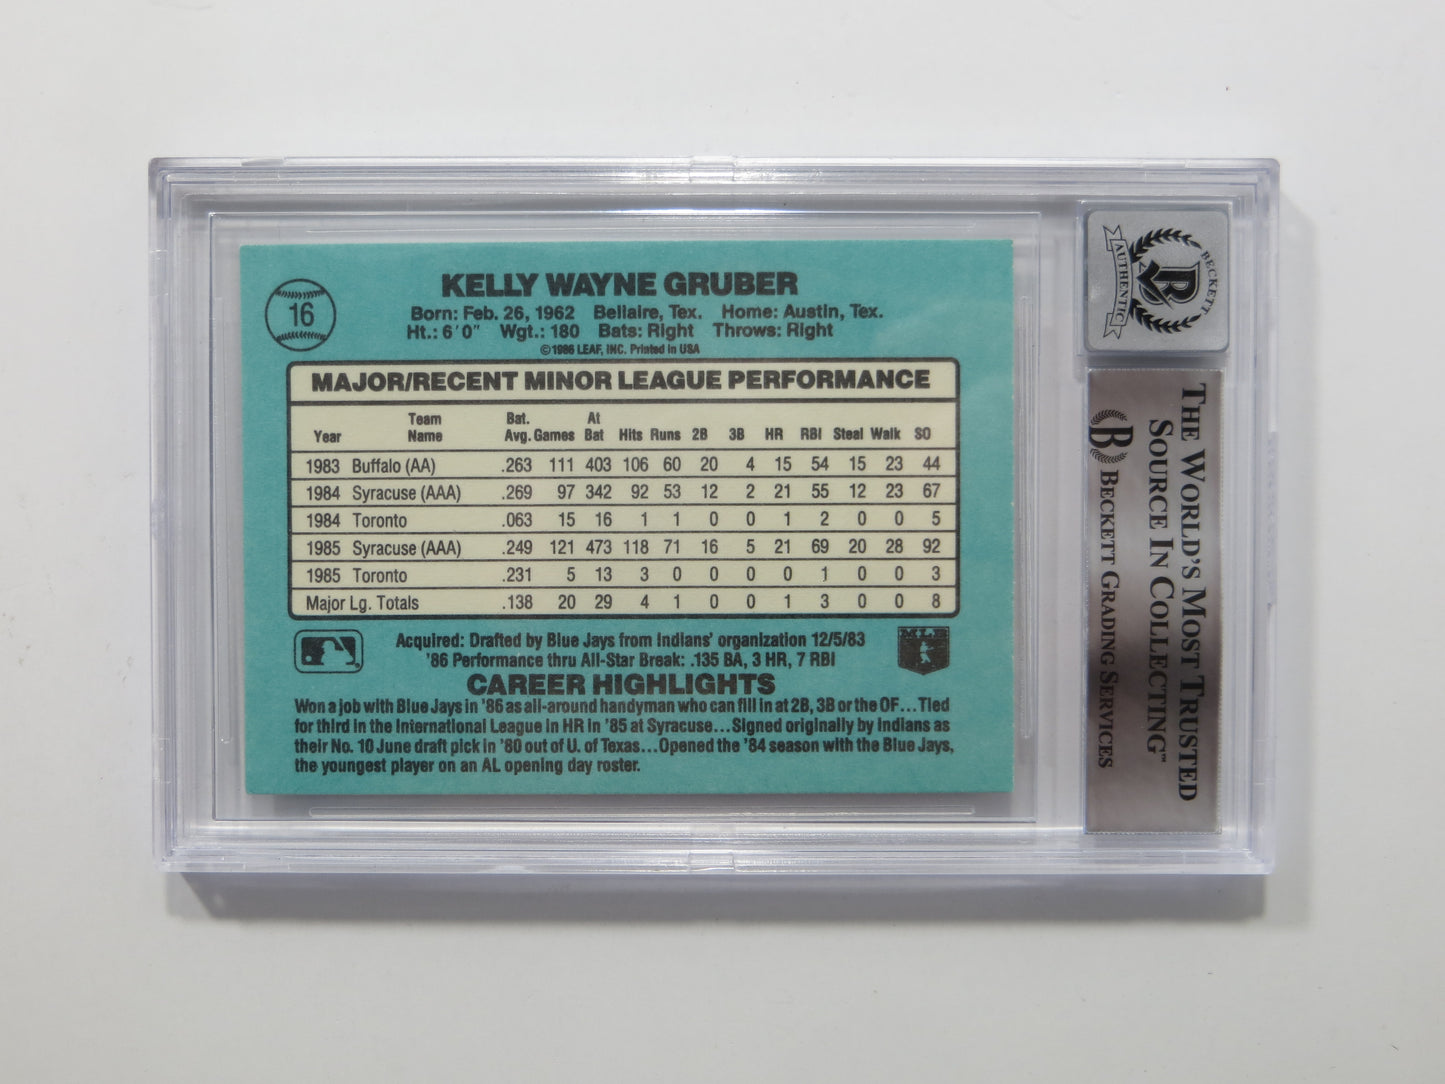 16
KELLY WAYNE GRUBER
Born: Feb. 26, 1962 Bellaire, Tex. Home: Austin, Tex.
Ht.: 6'0" Wgt.: 180 Bats: Right Throws: Right
©1986 LEAF, INC. Printed in USA
MAJOR/RECENT MINOR LEAGUE PERFORMANCE
Year Team Name Bat. Avg. Games At Bat Hits Runs 2B 3B HR RBI Steal Walk SO
1983 Buffalo (AA) .263 111 403 106 60 20 4 15 54 15 23 44
1984 Syracuse (AAA) .269 97 342 92 53 12 2 21 55 12 23 67
1984 Toronto .063 15 16 1 1 0 0 1 2 0 0 5
1985 Syracuse (AAA) .249 121 473 118 71 16 5 21 69 20 28 92
1985 Toronto .231 5 13 3 0 0 0 0 1 0 0 3
Major Lg. Totals .138 20 29 4 1 0 0 1 3 0 0 8
Acquired: Drafted by Blue Jays from Indians' organization 12/5/83
'86 Performance thru All-Star Break: .135 BA, 3 HR, 7 RBI
MLB
CAREER HIGHLIGHTS
Won a job with Blue Jays in '86 as all-around handyman who can fill in at 2B, 3B or the OF...Tied
for third in the International League in HR in '85 at Syracuse...Signed originally by Indians as
their No. 10 June draft pick in '80 out of U. of Texas...Opened the '84 season with the Blue Jays,
the youngest player on an AL opening day roster.
BECKETT
AUTHENTIC
B
THE WORLD'S MOST TRUSTED
SOURCE IN COLLECTING™
B BECKETT GRADING SERVICES